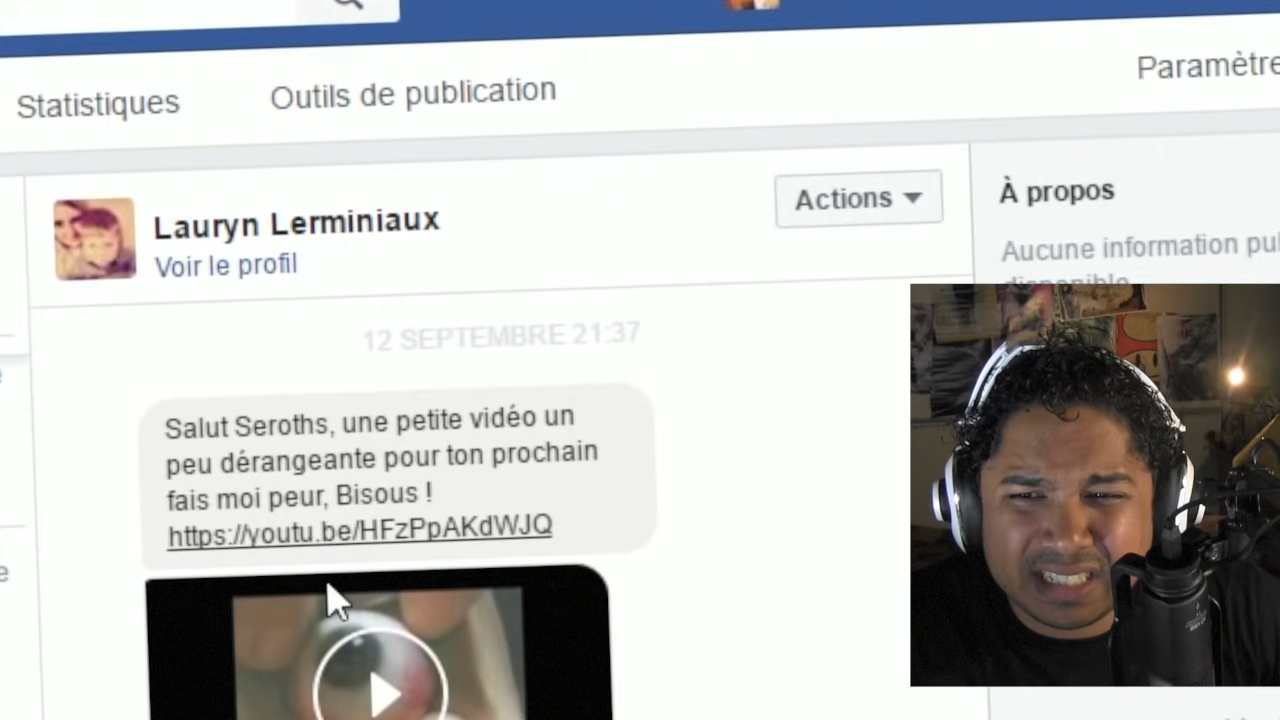 Statistiques
Outils de publication
Paramètre
Lauryn Lerminiaux
Voir le profil
Actions
À propos
Aucune information pu
disponible
12 SEPTEMBRE 21:37
Salut Seroths, une petite vidéo un
peu dérangeante pour ton prochain
fais moi peur, Bisous !
https://youtu.be/HFzPpAKdWJQ